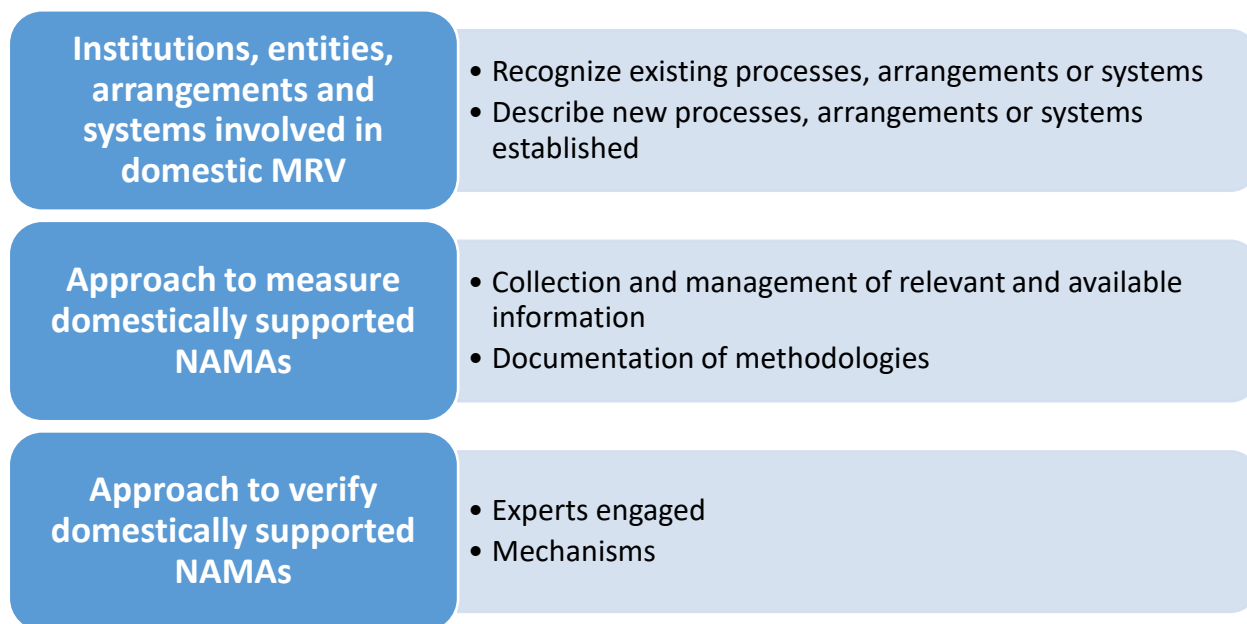 Institutions, entities,
arrangements and
systems involved in
domestic MRV
• Recognize existing processes, arrangements or systems
• Describe new processes, arrangements or systems
established
Approach to measure
domestically supported
NAMAs
• Collection and management of relevant and available
information
• Documentation of methodologies
Approach to verify
domestically supported
NAMAs
• Experts engaged
• Mechanisms